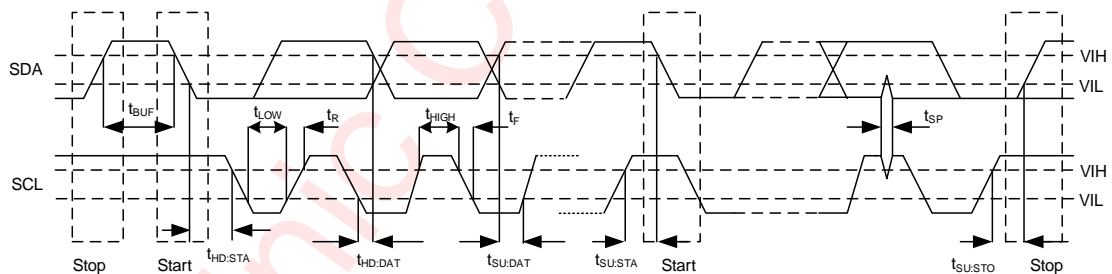 SDA
VIH
VIL
tBUF
tLOW
tR
tHIGH
tF
tSP
SCL
VIH
VIL
tHD:STA
tHD:DAT
tSU:DAT
tSU:STA
tSU:STO
Stop
Start
Start
Stop
nic C